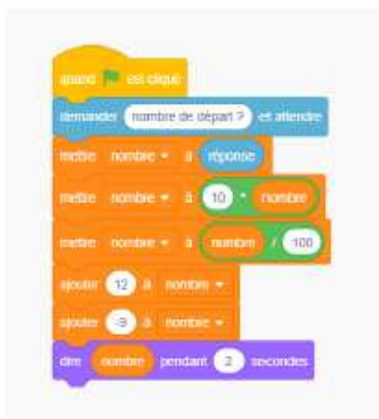 quand est cliqué
demander nombre de départ ? et attendre
mettre nombre à réponse
mettre nombre à 10 * nombre
mettre nombre à nombre / 100
ajouter 12 à nombre
ajouter -9 à nombre
dire nombre pendant 2 secondes